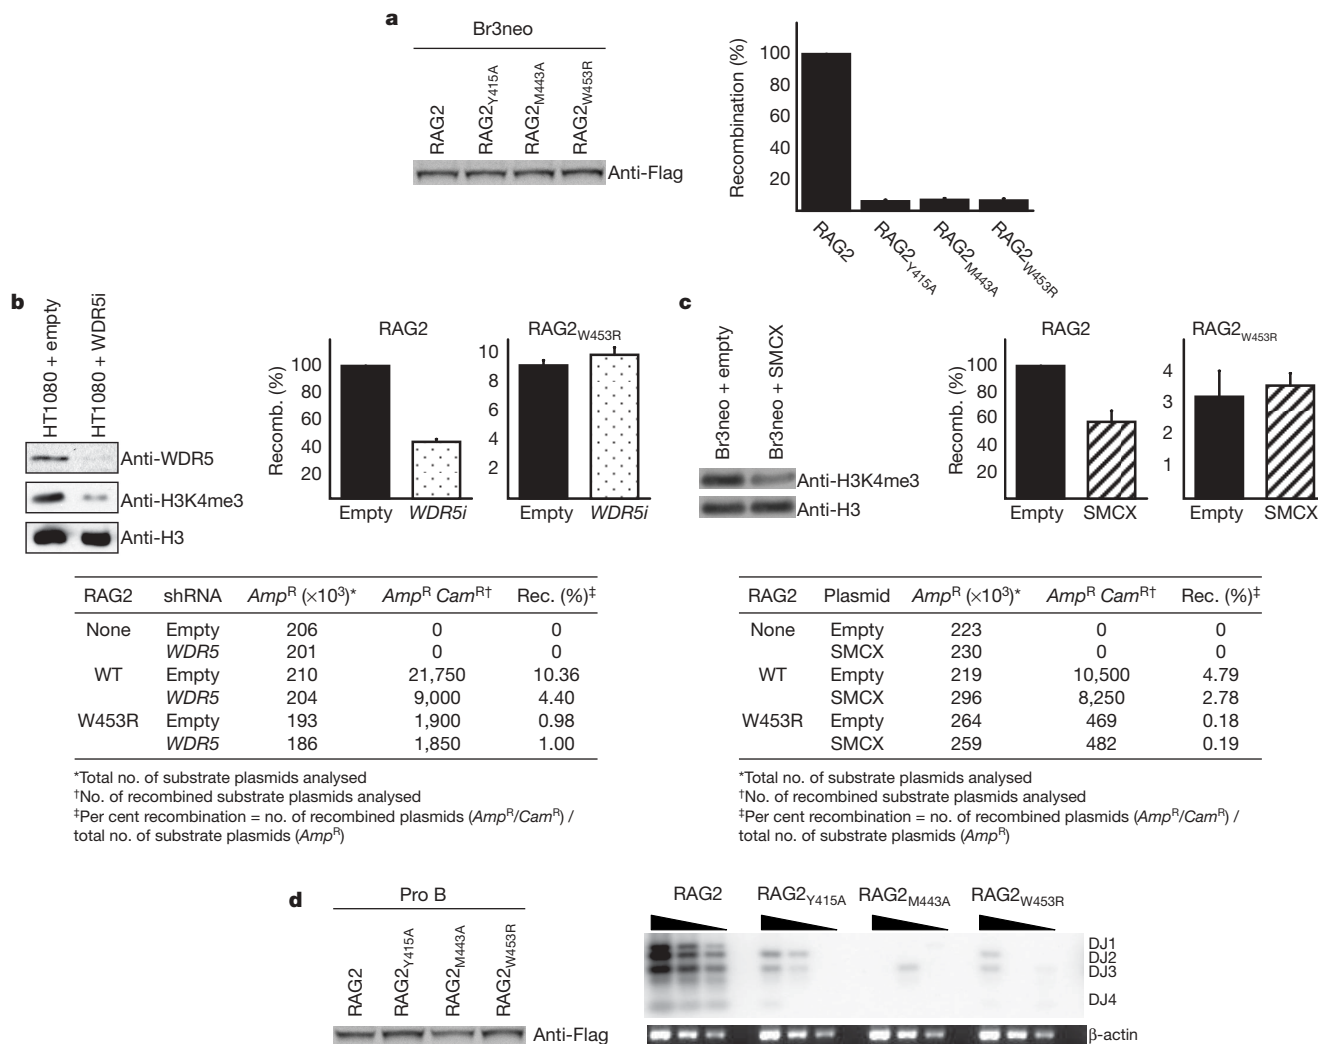 a
Br3neo
RAG2
RAG2Y415A
RAG2M443A
RAG2W453R
Anti-Flag
Recombination (%)
100
80
60
40
20
RAG2
RAG2Y415A
RAG2M443A
RAG2W453R
b
HT1080 + empty
HT1080 + WDR5i
Anti-WDR5
Anti-H3K4me3
Anti-H3
RAG2
Recomb. (%)
100
80
60
40
20
Empty WDR5i
RAG2W453R
10
8
6
4
2
Empty WDR5i
RAG2 shRNA AmpR (×10³)* AmpR CamR† Rec. (%)‡
None Empty 206 0 0
WDR5 201 0 0
WT Empty 210 21,750 10.36
WDR5 204 9,000 4.40
W453R Empty 193 1,900 0.98
WDR5 186 1,850 1.00
*Total no. of substrate plasmids analysed
†No. of recombined substrate plasmids analysed
‡Per cent recombination = no. of recombined plasmids (AmpR/CamR) /
total no. of substrate plasmids (AmpR)
c
Br3neo + empty
Br3neo + SMCX
Anti-H3K4me3
Anti-H3
RAG2
Recomb. (%)
100
80
60
40
20
Empty SMCX
RAG2W453R
4
3
2
1
Empty SMCX
RAG2 Plasmid AmpR (×10³)* AmpR CamR† Rec. (%)‡
None Empty 223 0 0
SMCX 230 0 0
WT Empty 219 10,500 4.79
SMCX 296 8,250 2.78
W453R Empty 264 469 0.18
SMCX 259 482 0.19
*Total no. of substrate plasmids analysed
†No. of recombined substrate plasmids analysed
‡Per cent recombination = no. of recombined plasmids (AmpR/CamR) /
total no. of substrate plasmids (AmpR)
d
Pro B
RAG2
RAG2Y415A
RAG2M443A
RAG2W453R
Anti-Flag
RAG2 RAG2Y415A RAG2M443A RAG2W453R
DJ1
DJ2
DJ3
DJ4
β-actin